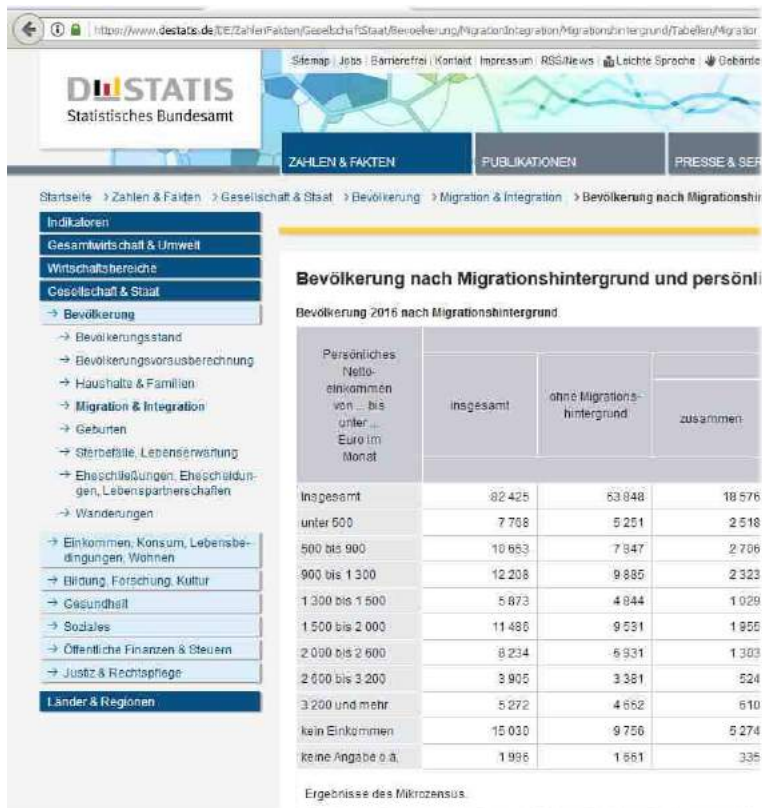 https://www.destatis.de/DE/ZahlenFakten/GesellschaftStaat/Bevoelkerung/MigrationIntegration/Migrationshintergrund/Tabellen/Migration
Sitemap | Jobs | Barrierefrei | Kontakt | Impressum | RSS/News | Leichte Sprache | Gebärde
DESTATIS
Statistisches Bundesamt
ZAHLEN & FAKTEN PUBLIKATIONEN PRESSE & SER
Startseite > Zahlen & Fakten > Gesellschaft & Staat > Bevölkerung > Migration & Integration > Bevölkerung nach Migrationshin
Indikatoren
Gesamtwirtschaft & Umwelt
Wirtschaftsbereiche
Gesellschaft & Staat
→ Bevölkerung
→ Bevölkerungsstand
→ Bevölkerungsvorausberechnung
→ Haushalte & Familien
→ Migration & Integration
→ Geburten
→ Sterbefälle, Lebenserwartung
→ Eheschließungen, Ehescheidun-
gen, Lebenspartnerschaften
→ Wanderungen
→ Einkommen, Konsum, Lebensbe-
dingungen, Wohnen
→ Bildung, Forschung, Kultur
→ Gesundheit
→ Soziales
→ Öffentliche Finanzen & Steuern
→ Justiz & Rechtspflege
Länder & Regionen
Bevölkerung nach Migrationshintergrund und persönli
Bevölkerung 2016 nach Migrationshintergrund
Persönliches
Netto-
einkommen
von ... bis
unter ...
Euro im
Monat
insgesamt
ohne Migrations-
hintergrund
zusammen
Insgesamt 82 425 63 848 18 576
unter 500 7 768 5 251 2 518
500 bis 900 10 653 7 947 2 706
900 bis 1 300 12 208 9 885 2 323
1 300 bis 1 500 5 873 4 844 1 029
1 500 bis 2 000 11 486 9 531 1 955
2 000 bis 2 600 8 234 6 931 1 303
2 600 bis 3 200 3 905 3 381 524
3 200 und mehr 5 272 4 662 610
kein Einkommen 15 030 9 756 5 274
keine Angabe o.ä. 1 996 1 661 335
Ergebnisse des Mikrozensus.